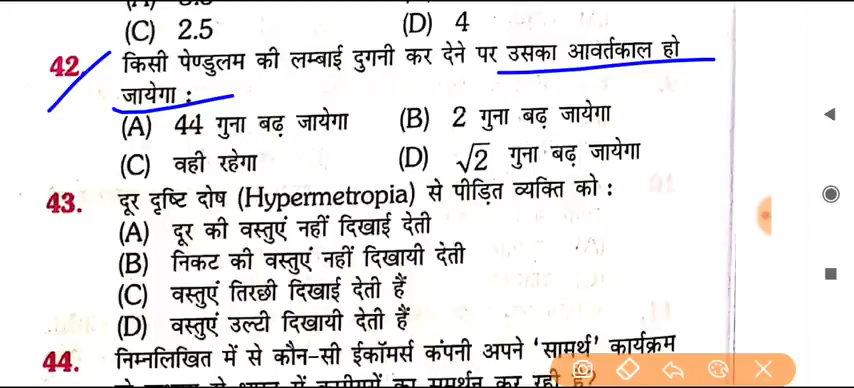 (C) 2.5 (D) 4
42. किसी पेण्डुलम की लम्बाई दुगनी कर देने पर उसका आवर्तकाल हो
जायेगा :
(A) 44 गुना बढ़ जायेगा (B) 2 गुना बढ़ जायेगा
(C) वही रहेगा (D) √2 गुना बढ़ जायेगा
43. दूर दृष्टि दोष (Hypermetropia) से पीड़ित व्यक्ति को :
(A) दूर की वस्तुएं नहीं दिखाई देती
(B) निकट की वस्तुएं नहीं दिखायी देती
(C) वस्तुएं तिरछी दिखाई देती हैं
(D) वस्तुएं उल्टी दिखायी देती हैं
44. निम्नलिखित में से कौन-सी ईकॉमर्स कंपनी अपने ‘सामर्थ’ कार्यक्रम